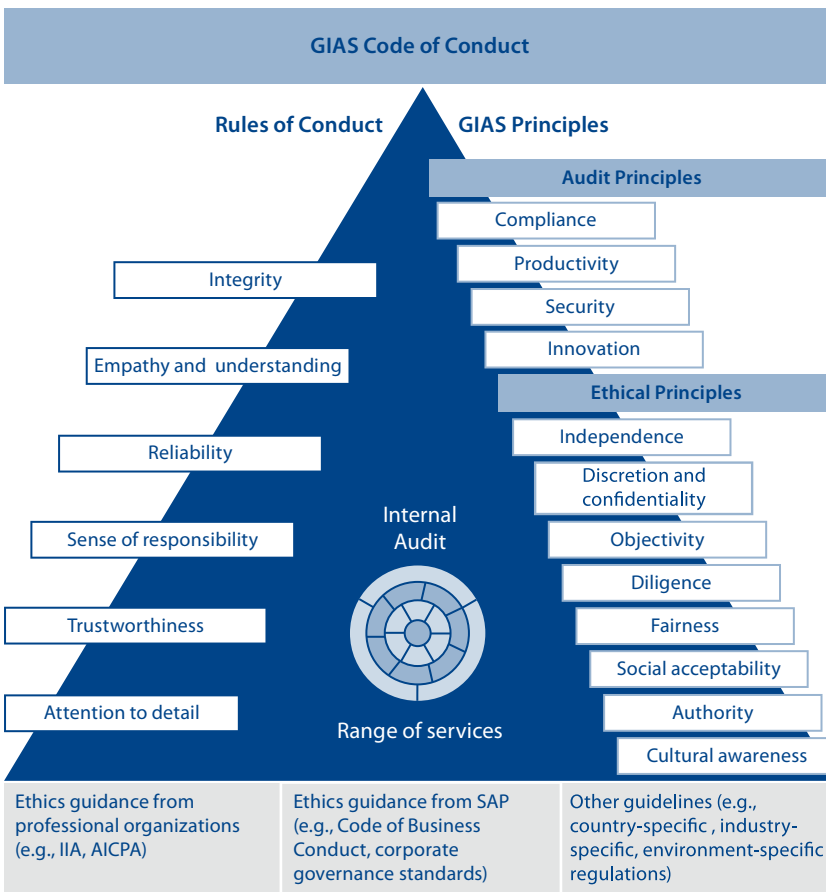 GIAS Code of Conduct
Rules of Conduct
GIAS Principles
Audit Principles
Compliance
Productivity
Security
Innovation
Ethical Principles
Independence
Discretion and
confidentiality
Objectivity
Diligence
Fairness
Social acceptability
Authority
Cultural awareness
Integrity
Empathy and understanding
Reliability
Sense of responsibility
Trustworthiness
Attention to detail
Internal
Audit
Range of services
Ethics guidance from
professional organizations
(e.g., IIA, AICPA)
Ethics guidance from SAP
(e.g., Code of Business
Conduct, corporate
governance standards)
Other guidelines (e.g.,
country-specific , industry-
specific, environment-specific
regulations)